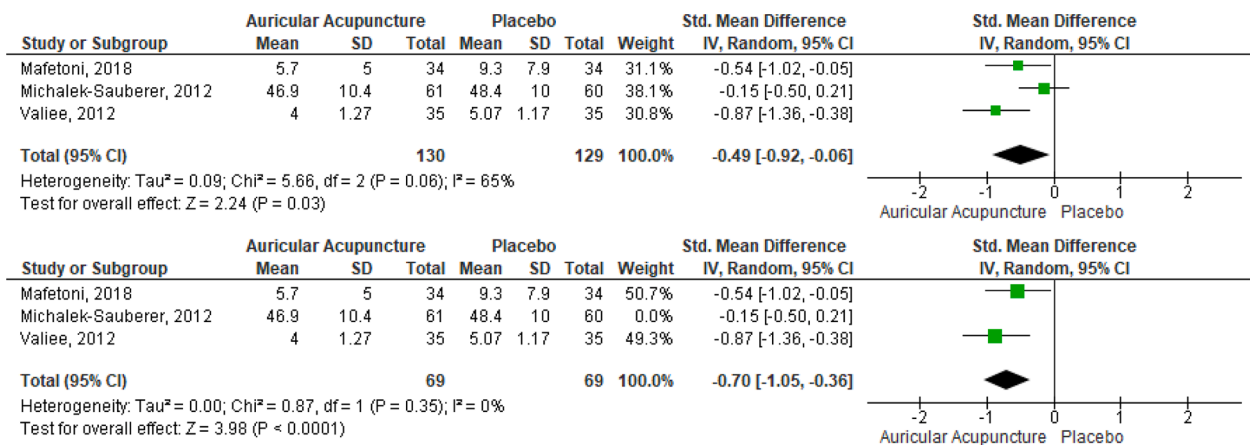 Auricular Acupuncture Placebo Std. Mean Difference Std. Mean Difference
Study or Subgroup Mean SD Total Mean SD Total Weight IV, Random, 95% CI IV, Random, 95% CI
Mafetoni, 2018 5.7 5 34 9.3 7.9 34 31.1% -0.54 [-1.02, -0.05]
Michalek-Sauberer, 2012 46.9 10.4 61 48.4 10 60 38.1% -0.15 [-0.50, 0.21]
Valiee, 2012 4 1.27 35 5.07 1.17 35 30.8% -0.87 [-1.36, -0.38]
Total (95% CI) 130 129 100.0% -0.49 [-0.92, -0.06]
Heterogeneity: Tau² = 0.09; Chi² = 5.66, df = 2 (P = 0.06); I² = 65%
Test for overall effect: Z = 2.24 (P = 0.03)
-2 -1 0 1 2
Auricular Acupuncture Placebo
Auricular Acupuncture Placebo Std. Mean Difference Std. Mean Difference
Study or Subgroup Mean SD Total Mean SD Total Weight IV, Random, 95% CI IV, Random, 95% CI
Mafetoni, 2018 5.7 5 34 9.3 7.9 34 50.7% -0.54 [-1.02, -0.05]
Michalek-Sauberer, 2012 46.9 10.4 61 48.4 10 60 0.0% -0.15 [-0.50, 0.21]
Valiee, 2012 4 1.27 35 5.07 1.17 35 49.3% -0.87 [-1.36, -0.38]
Total (95% CI) 69 69 100.0% -0.70 [-1.05, -0.36]
Heterogeneity: Tau² = 0.00; Chi² = 0.87, df = 1 (P = 0.35); I² = 0%
Test for overall effect: Z = 3.98 (P < 0.0001)
-2 -1 0 1 2
Auricular Acupuncture Placebo